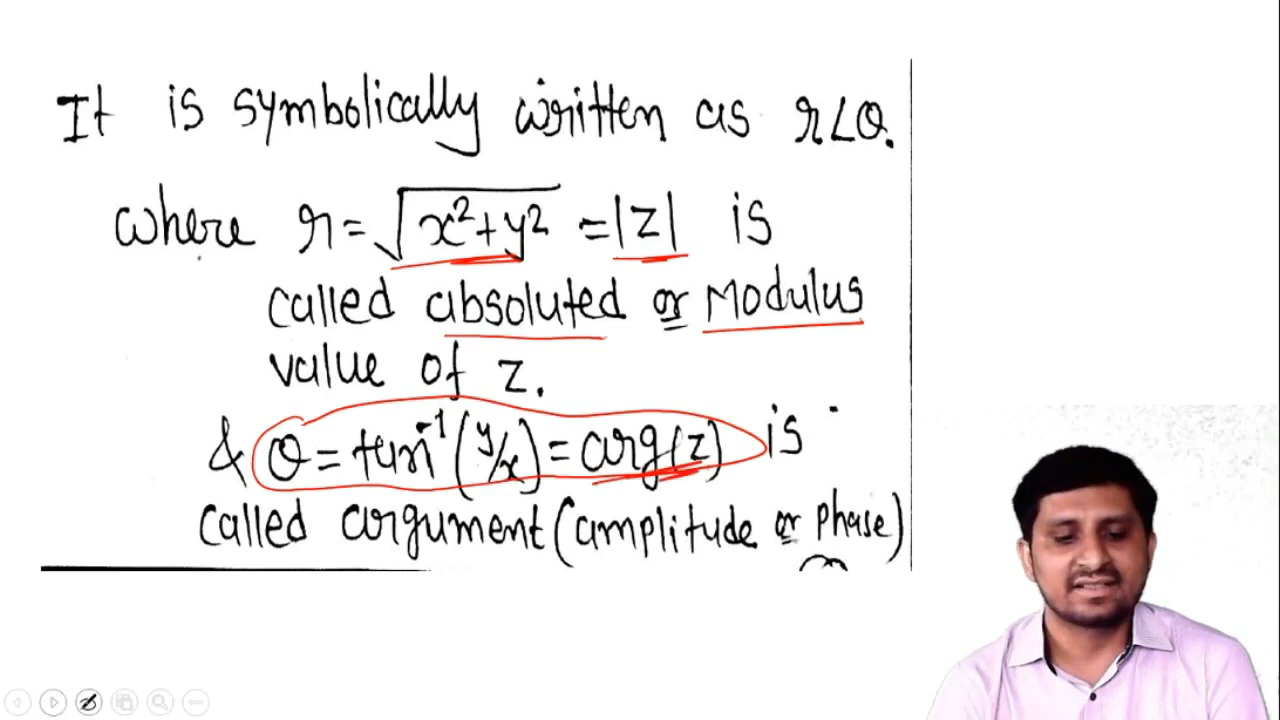 It is symbolically written as r∠θ.
where r = √x²+y² = |z| is
called absoluted or Modulus
value of z.
& θ = tan⁻¹(y/x) = arg(z) is
called argument (amplitude or phase)